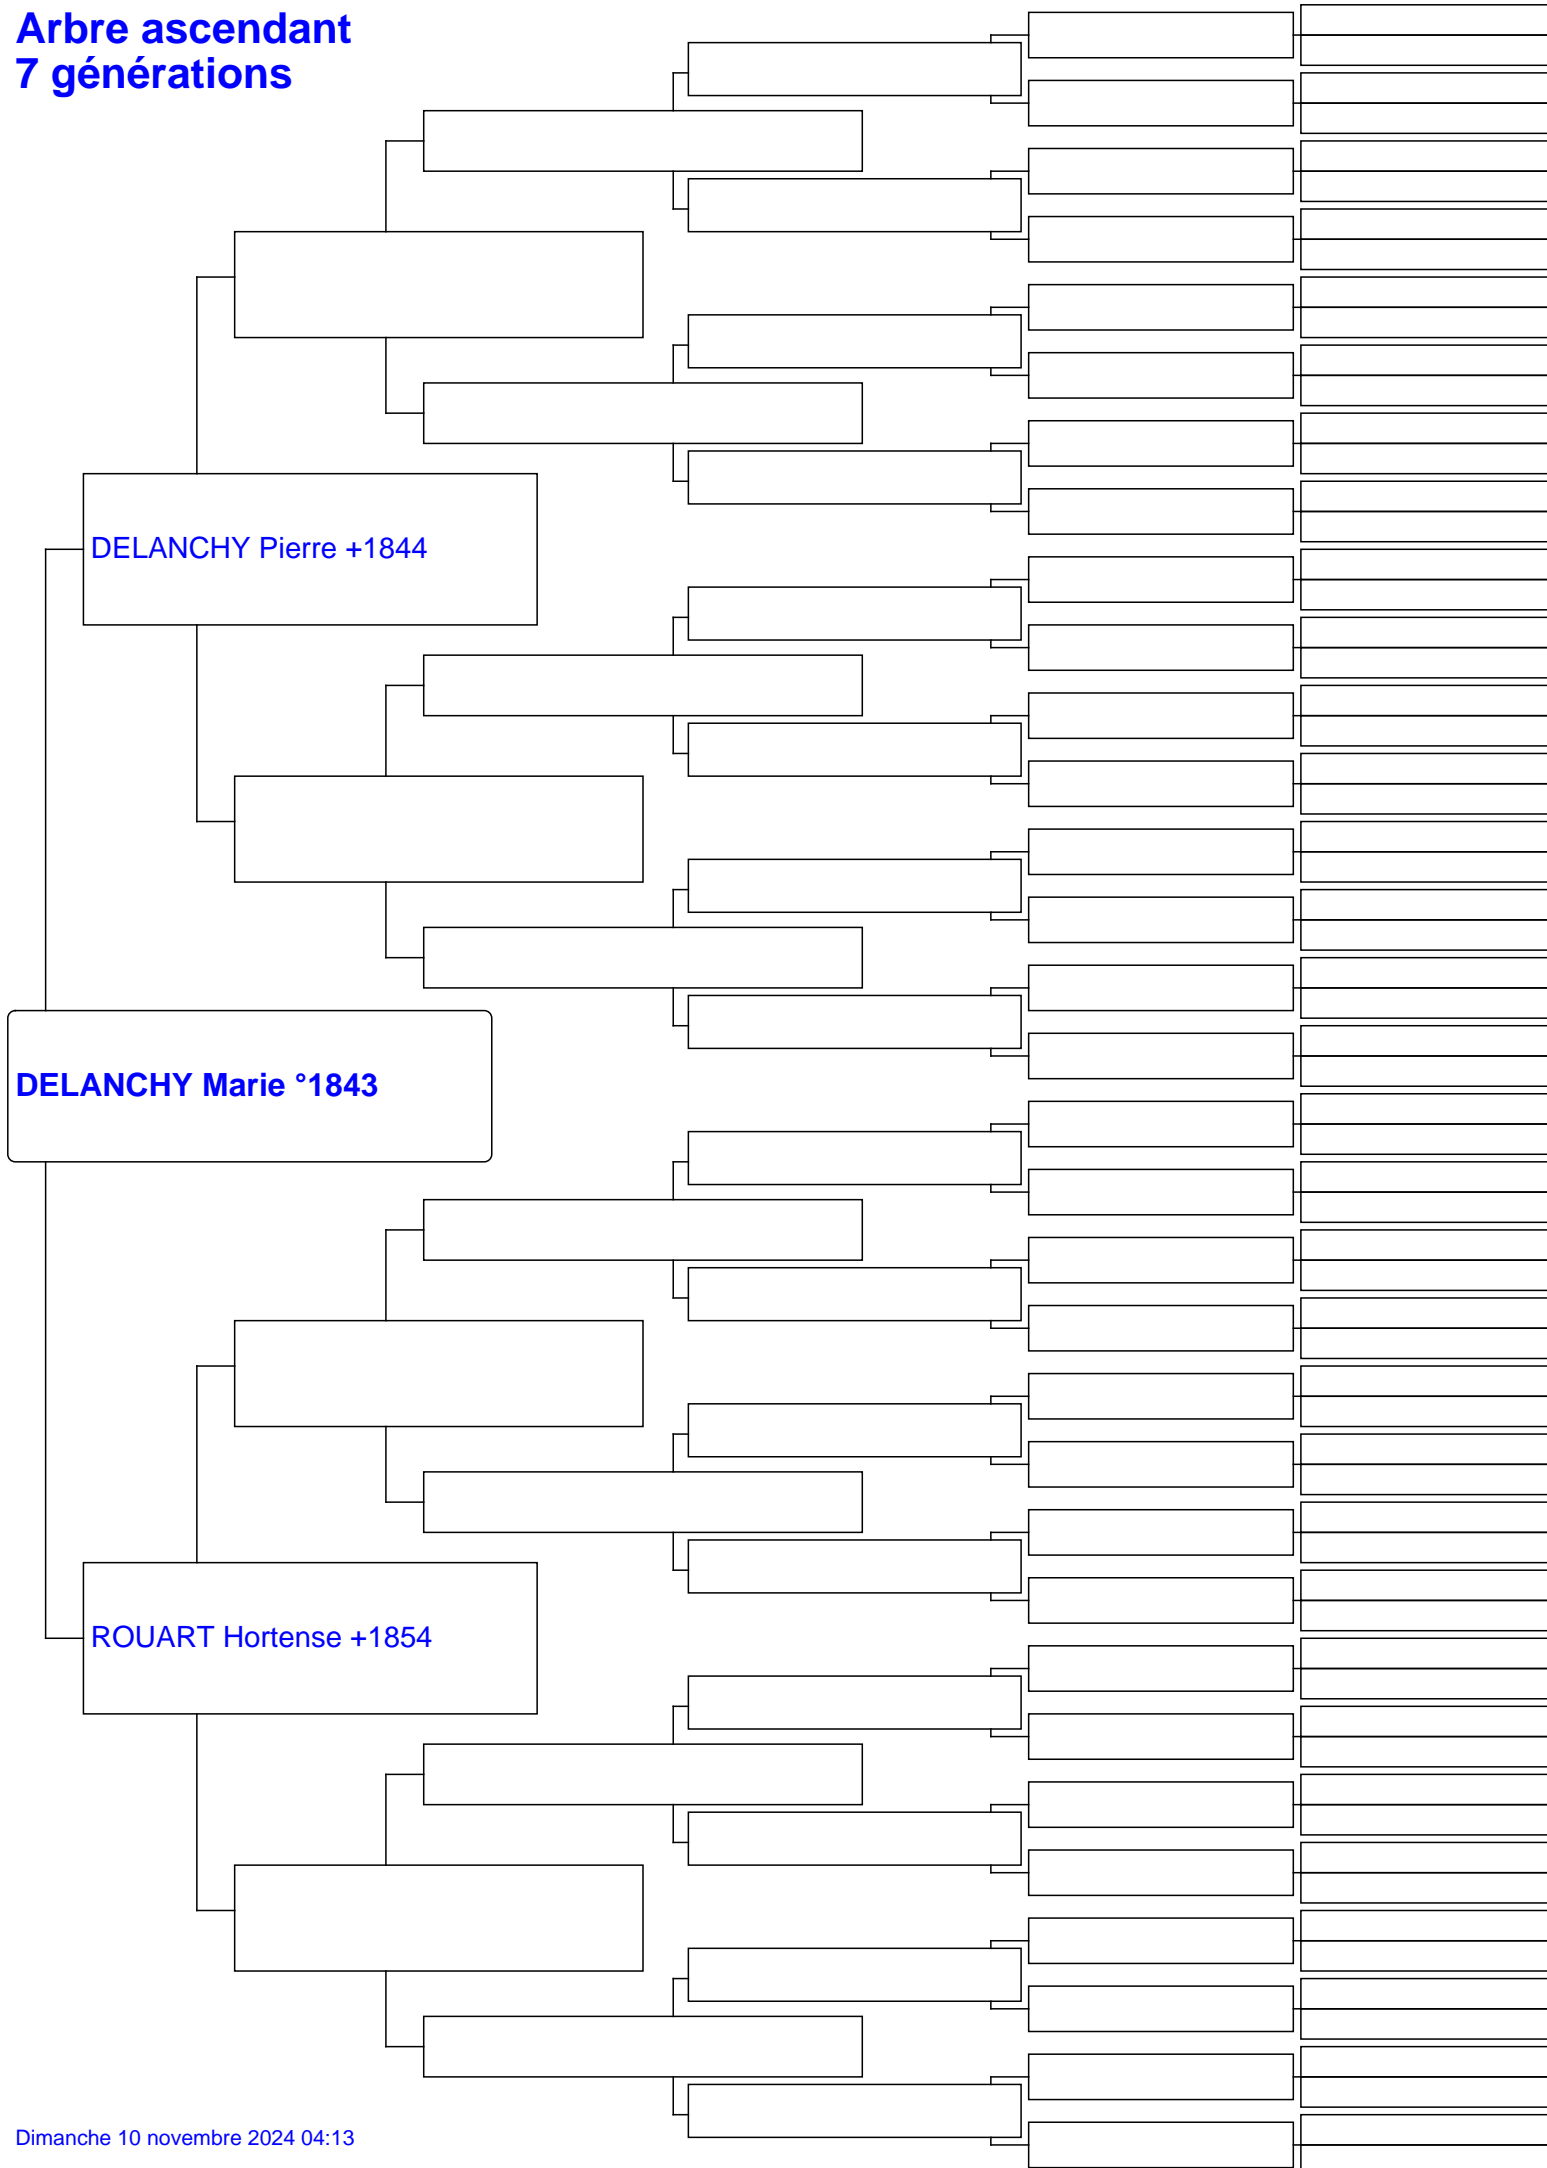 Arbre ascendant
7 générations
DELANCHY Pierre +1844
DELANCHY Marie °1843
ROUART Hortense +1854
Dimanche 10 novembre 2024 04:13